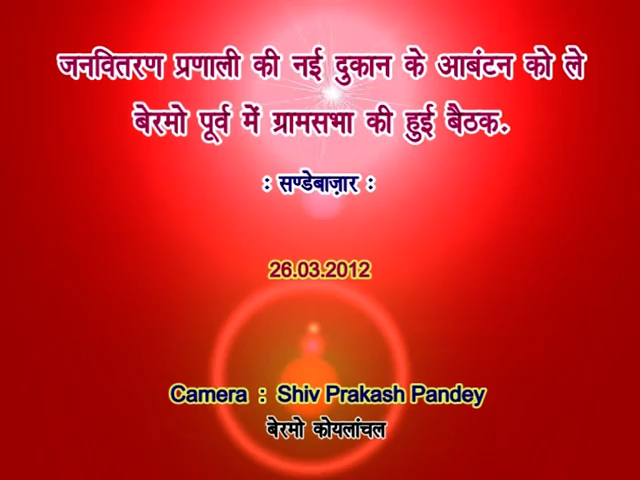 जनवितरण प्रणाली की नई दुकान के आबंटन को ले
बेरमो पूर्व में ग्रामसभा की हुई बैठक.
: सण्डेबाज़ार :
26.03.2012
Camera : Shiv Prakash Pandey
बेरमो कोयलांचल